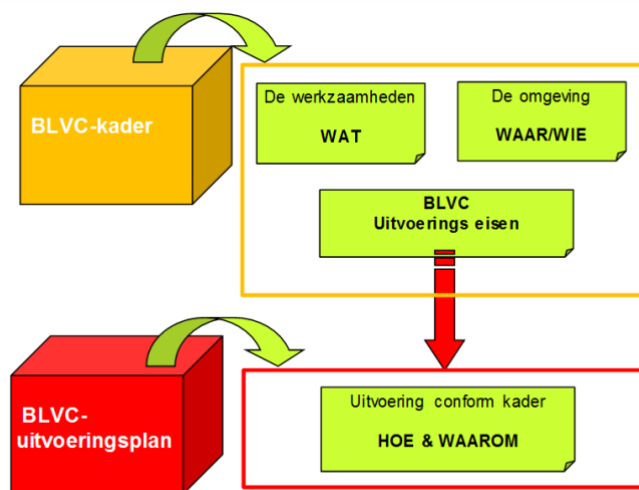 BLVC-kader
De werkzaamheden
WAT
De omgeving
WAAR/WIE
BLVC
Uitvoerings eisen
BLVC-
uitvoeringsplan
Uitvoering conform kader
HOE & WAAROM